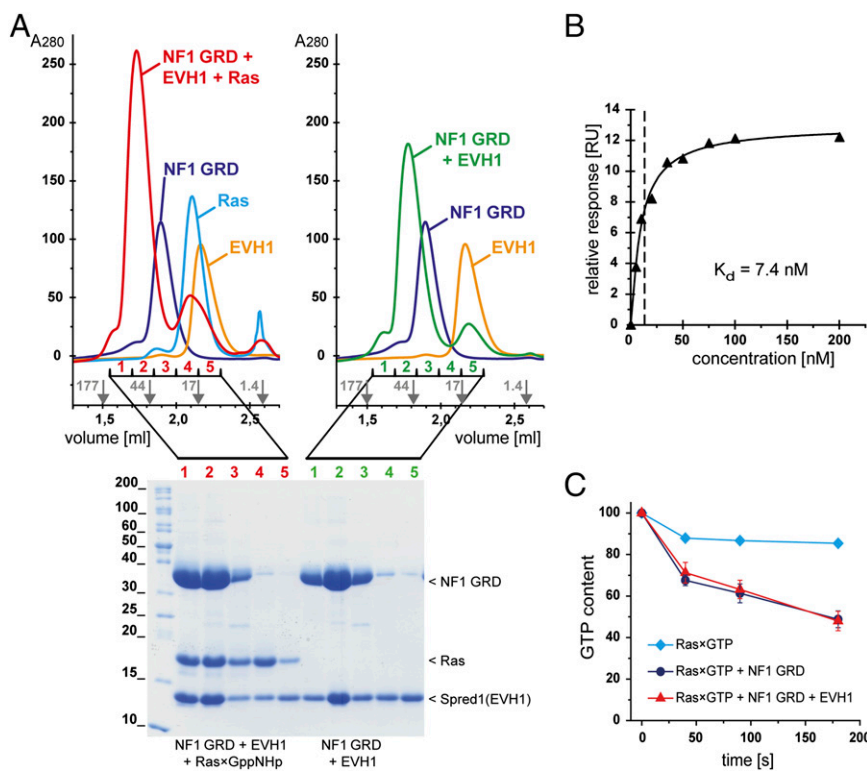 A
A280
250
200
150
100
50
0
NF1 GRD +
EVH1 + Ras
NF1 GRD
Ras
EVH1
1 2 3 4 5
177 44 17 1.4
1,5 2,0 2,5
volume [ml]
A280
250
200
150
100
50
0
NF1 GRD
+ EVH1
NF1 GRD
EVH1
1 2 3 4 5
177 44 17 1.4
1,5 2,0 2,5
volume [ml]
1 2 3 4 5 1 2 3 4 5
200
100
60
50
40
30
25
20
15
10
< NF1 GRD
< Ras
< Spred1(EVH1)
NF1 GRD + EVH1
+ Ras×GppNHp
NF1 GRD
+ EVH1
B
relative response [RU]
14
12
10
8
6
4
2
0
Kd = 7.4 nM
0 50 100 150 200
concentration [nM]
C
GTP content
100
80
60
40
20
0
Ras×GTP
Ras×GTP + NF1 GRD
Ras×GTP + NF1 GRD + EVH1
0 50 100 150 200
time [s]